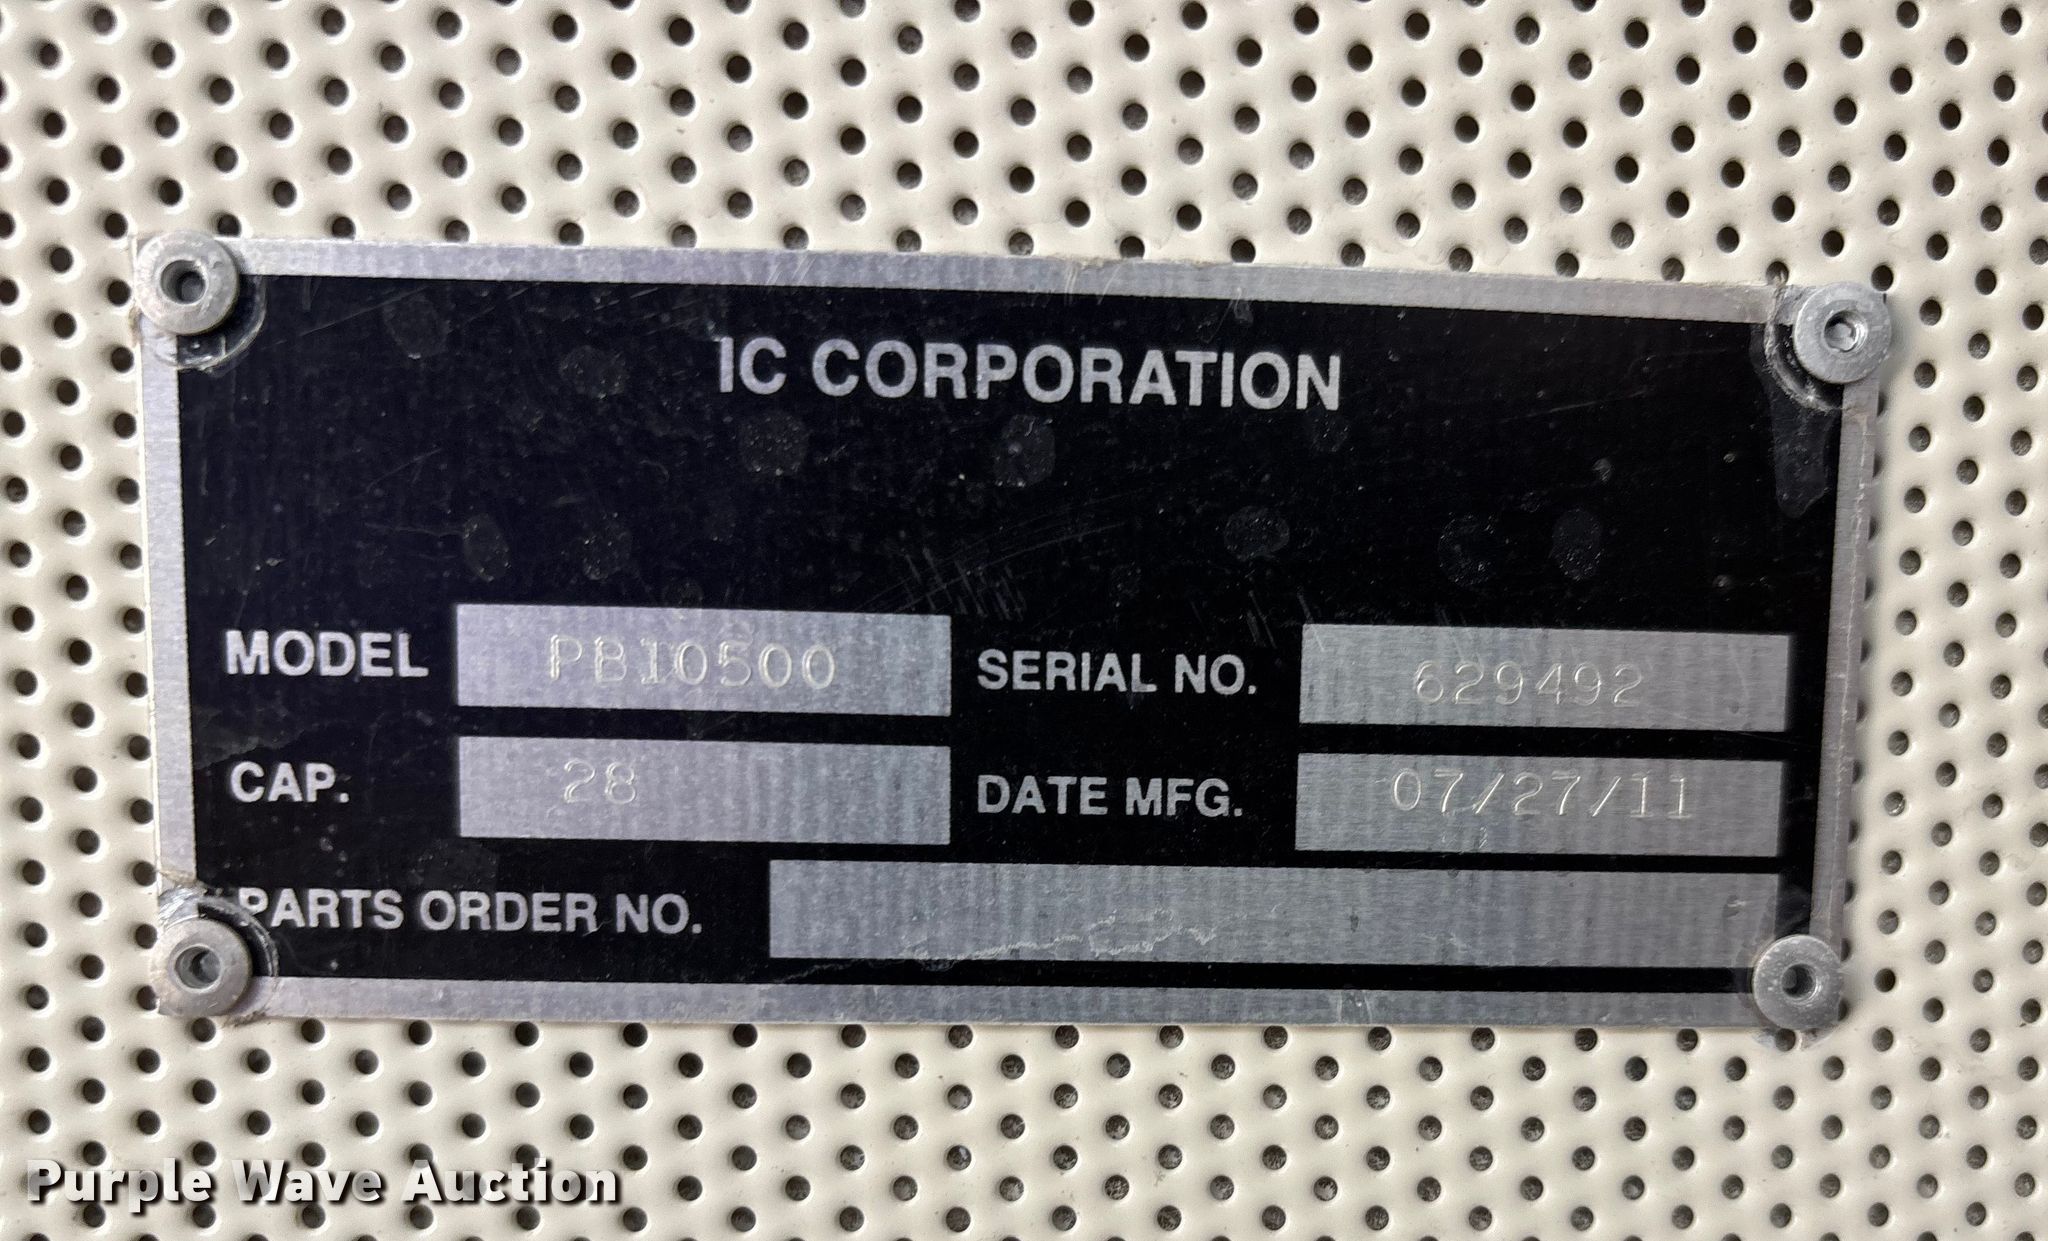 IC CORPORATION
MODEL PB10500 SERIAL NO. 629492
CAP. 28 DATE MFG. 07/27/11
PARTS ORDER NO.
Purple Wave Auction